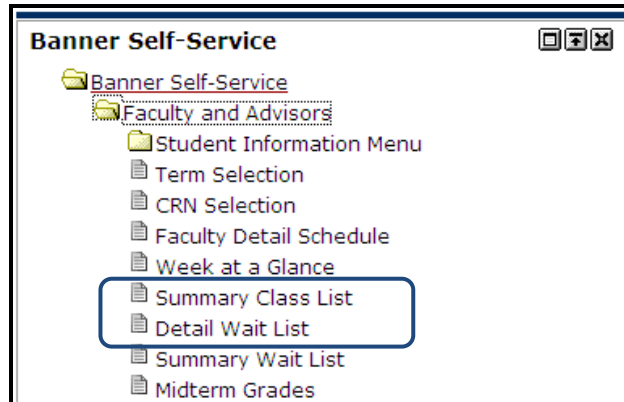 Banner Self-Service
Banner Self-Service
Faculty and Advisors
Student Information Menu
Term Selection
CRN Selection
Faculty Detail Schedule
Week at a Glance
Summary Class List
Detail Wait List
Summary Wait List
Midterm Grades